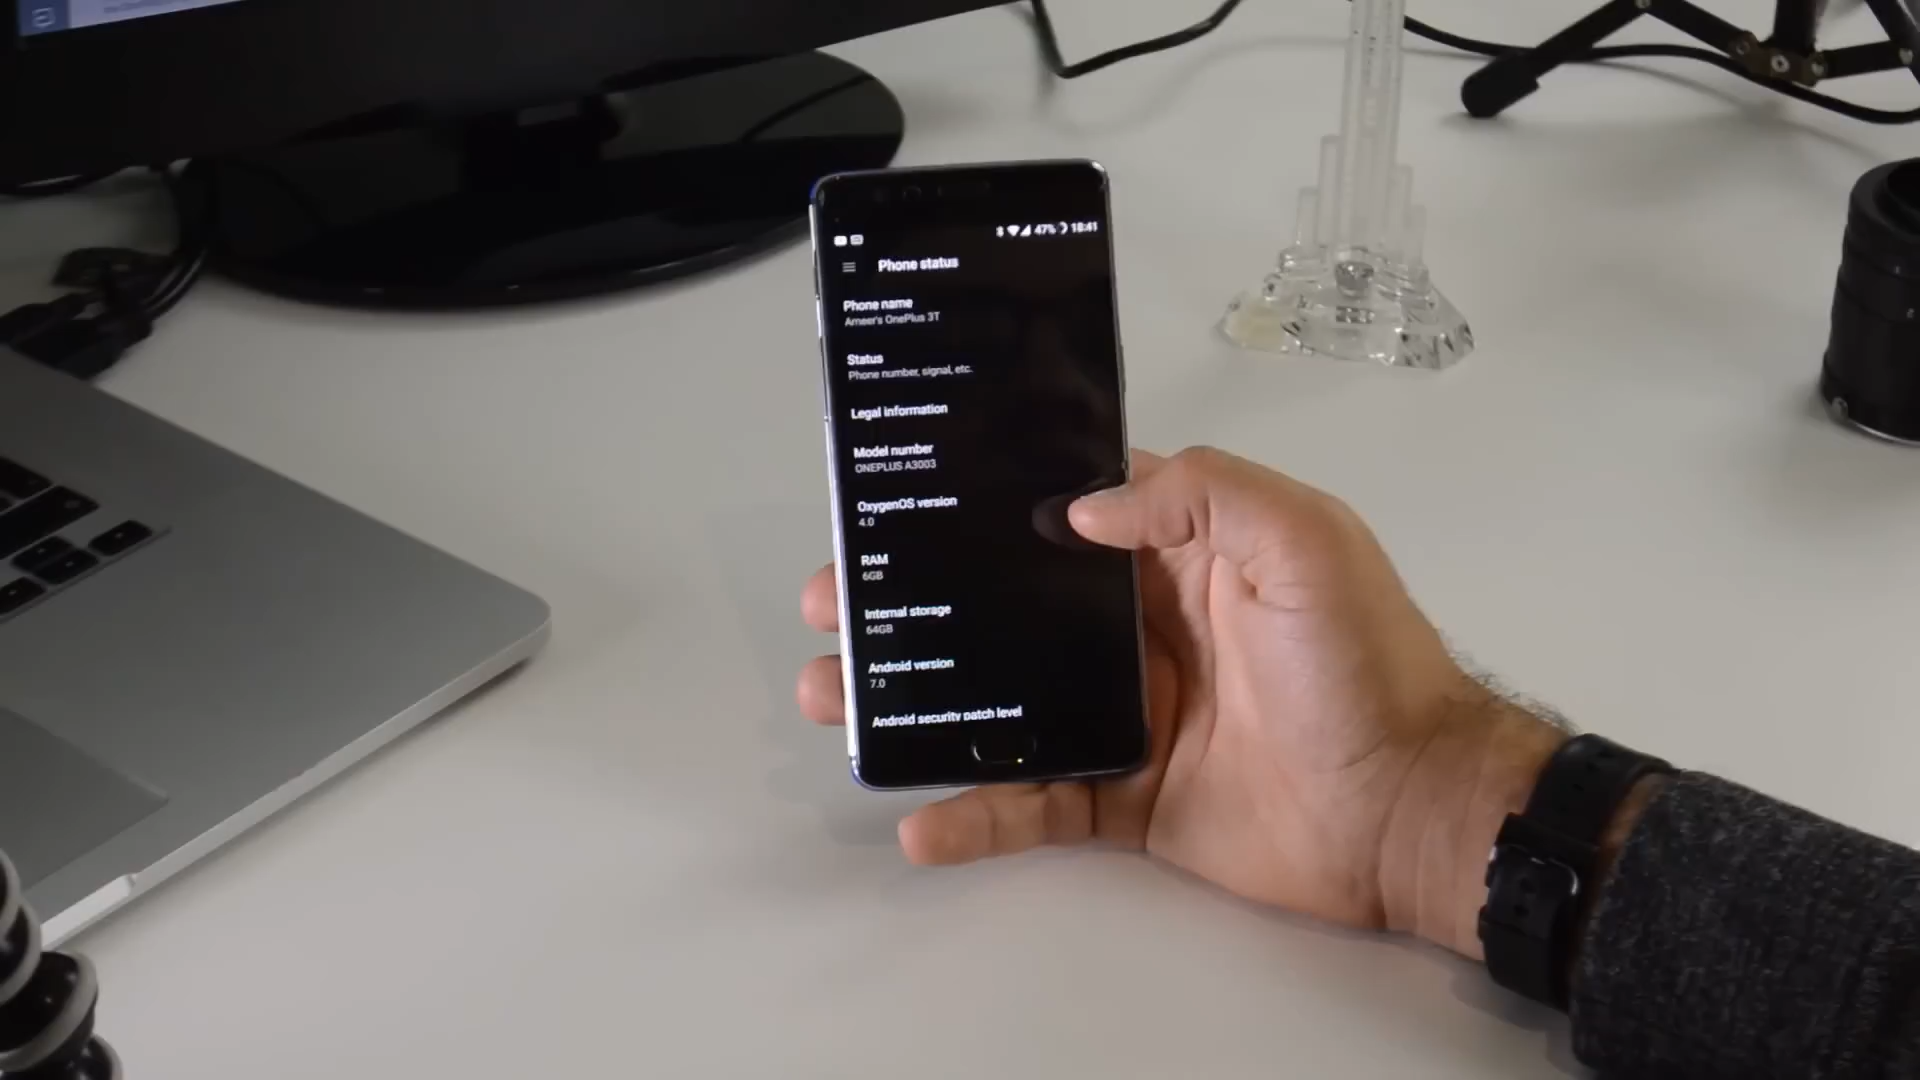 47% 18:41
Phone status
Phone name
Ameer's OnePlus 3T
Status
Phone number, signal, etc.
Legal information
Model number
ONEPLUS A3003
OxygenOS version
4.0
RAM
6GB
Internal storage
64GB
Android version
7.0
Android security patch level